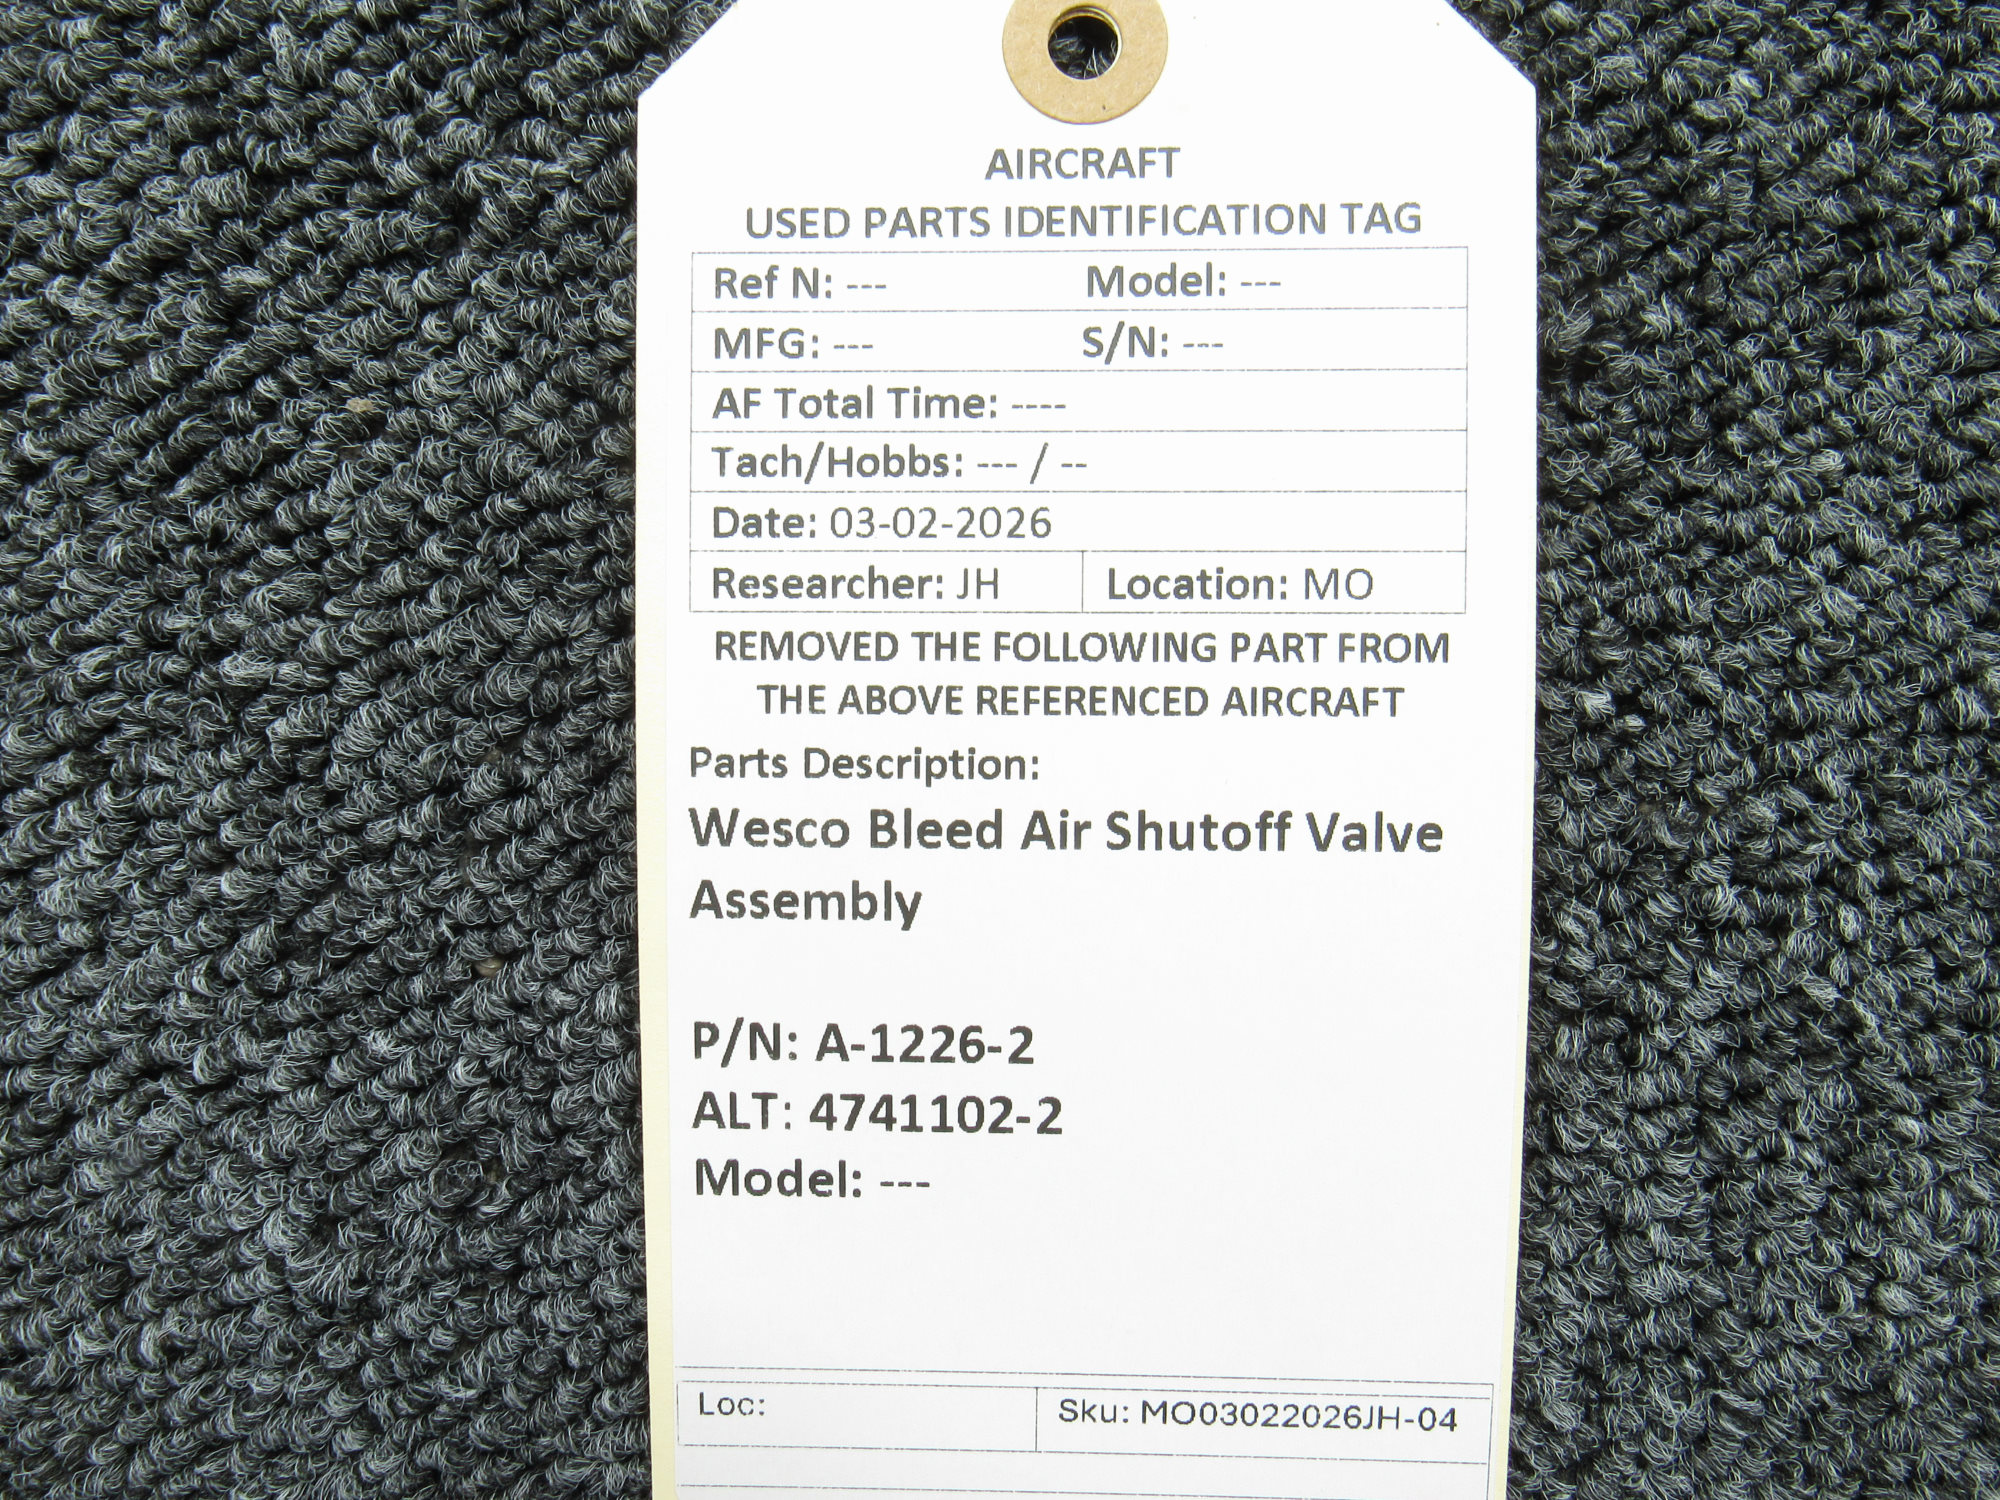 AIRCRAFT
USED PARTS IDENTIFICATION TAG
Ref N: --- Model: ---
MFG: --- S/N: ---
AF Total Time: ----
Tach/Hobbs: --- / --
Date: 03-02-2026
Researcher: JH Location: MO
REMOVED THE FOLLOWING PART FROM
THE ABOVE REFERENCED AIRCRAFT
Parts Description:
Wesco Bleed Air Shutoff Valve
Assembly
P/N: A-1226-2
ALT: 4741102-2
Model: ---
Loc: Sku: MO03022026JH-04